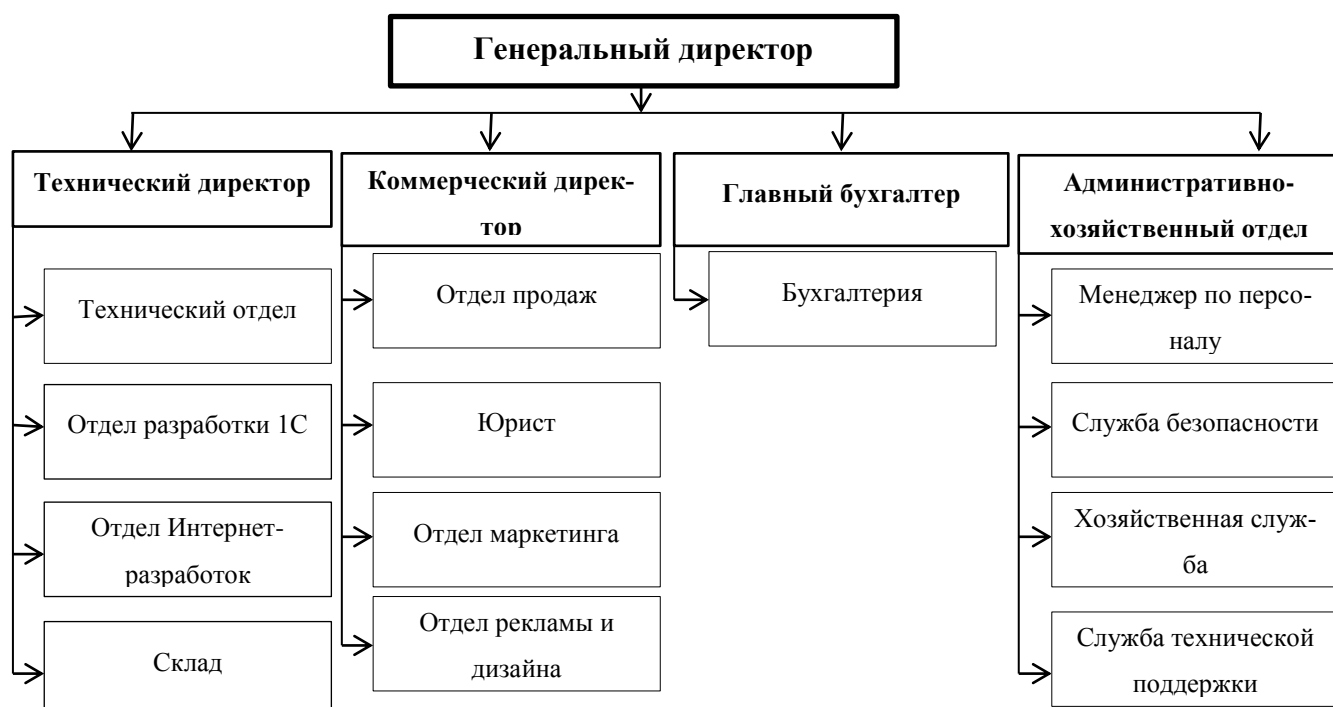 Генеральный директор
Технический директор
Коммерческий дирек-
тор
Главный бухгалтер
Административно-
хозяйственный отдел
Технический отдел
Отдел разработки 1С
Отдел Интернет-
разработок
Склад
Отдел продаж
Юрист
Отдел маркетинга
Отдел рекламы и
дизайна
Бухгалтерия
Менеджер по персо-
налу
Служба безопасности
Хозяйственная служ-
ба
Служба технической
поддержки